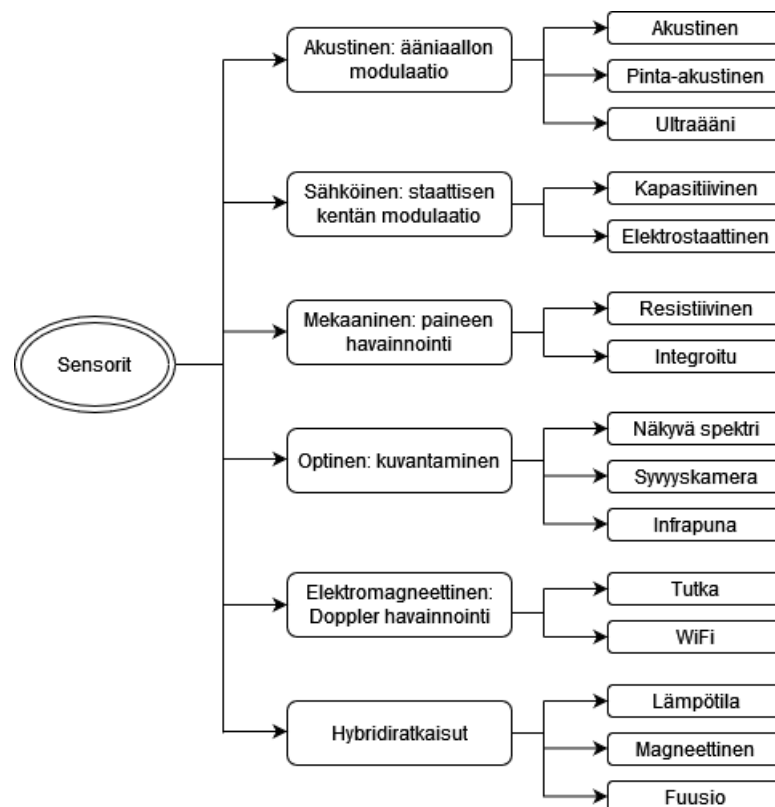 Sensorit
Akustinen: ääniaallon
modulaatio
Akustinen
Pinta-akustinen
Ultraääni
Sähköinen: staattisen
kentän modulaatio
Kapasitiivinen
Elektrostaattinen
Mekaaninen: paineen
havainnointi
Resistiivinen
Integroitu
Optinen: kuvantaminen
Näkyvä spektri
Syvyyskamera
Infrapuna
Elektromagneettinen:
Doppler havainnointi
Tutka
WiFi
Hybridiratkaisut
Lämpötila
Magneettinen
Fuusio